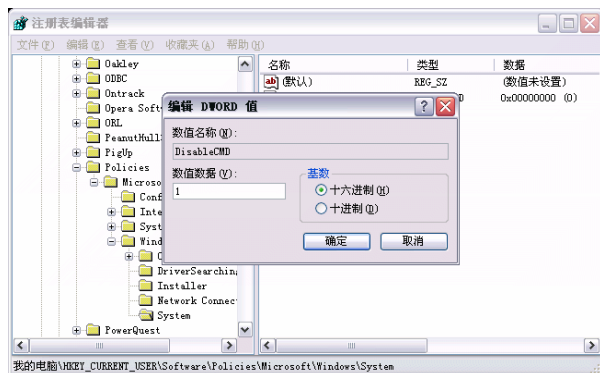 注册表编辑器
文件(F) 编辑(E) 查看(V) 收藏夹(A) 帮助(H)
Oakley
ODBC
Ontrack
Opera Soft
ORL
PeanutHull
PigUp
Policies
Microso
Conf
Inte
Syst
Wind
C
DriverSearchin
Installer
Network Connec
System
PowerQuest
名称 类型 数据
(默认) REG_SZ (数值未设置)
D 0x00000000 (0)
编辑 DWORD 值
数值名称(N):
DisableCMD
数值数据(V):
1
基数
十六进制(H)
十进制(D)
确定 取消
我的电脑\HKEY_CURRENT_USER\Software\Policies\Microsoft\Windows\System